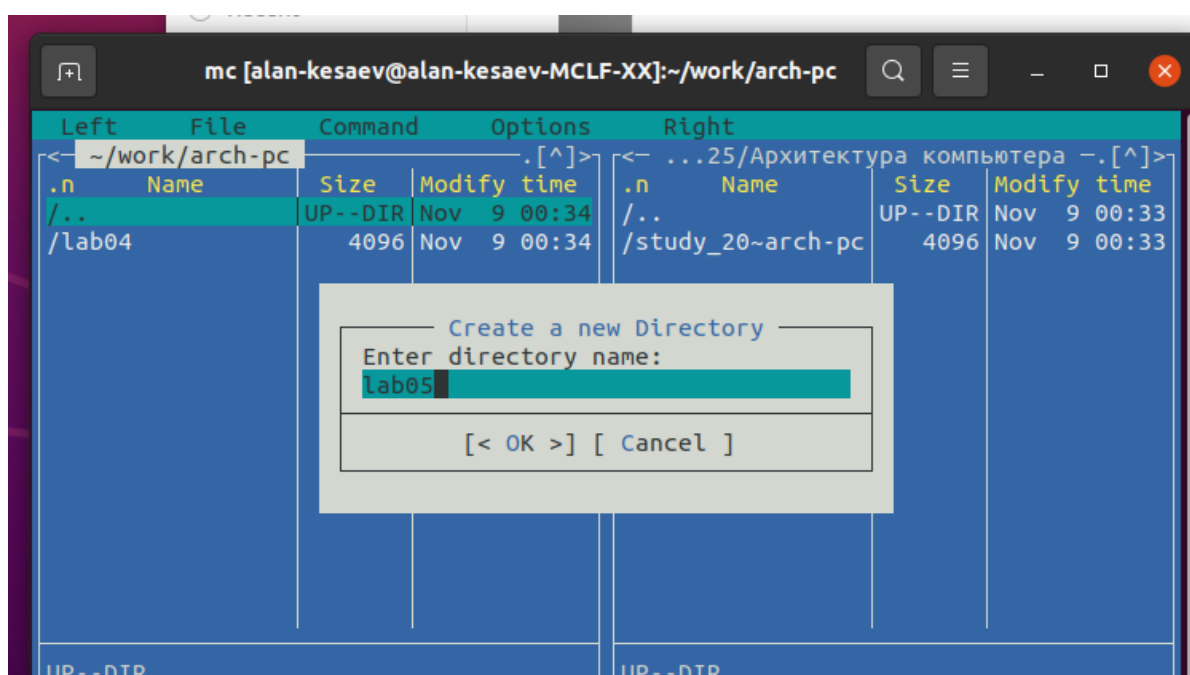 mc [alan-kesaev@alan-kesaev-MCLF-XX]:~/work/arch-pc
Left File Command Options Right
<─ ~/work/arch-pc ─.[^]>
.n Name Size Modify time
/.. UP--DIR Nov 9 00:34
/lab04 4096 Nov 9 00:34
<─ ...25/Архитектура компьютера ─.[^]>
.n Name Size Modify time
/.. UP--DIR Nov 9 00:33
/study_20~arch-pc 4096 Nov 9 00:33
Create a new Directory
Enter directory name:
lab05
[< OK >] [ Cancel ]
UP--DIR
UP--DIR